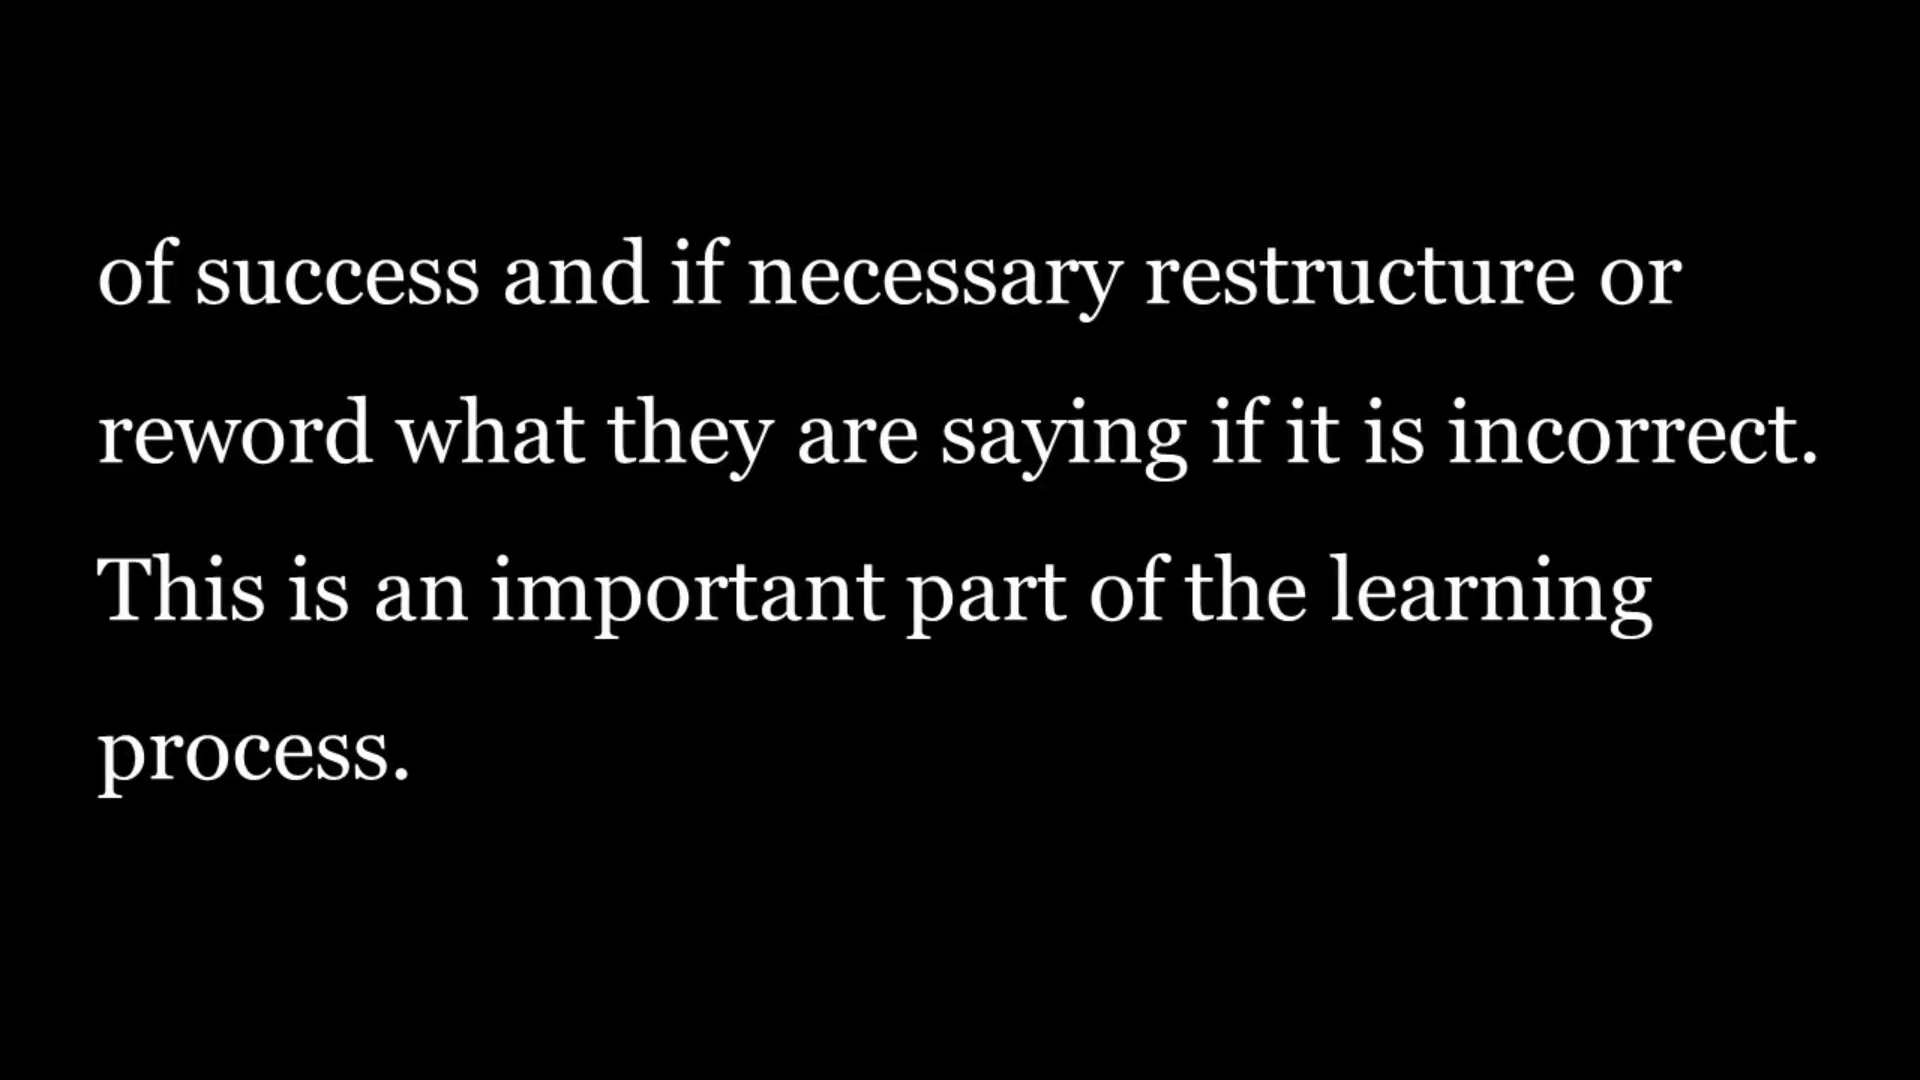 of success and if necessary restructure or
reword what they are saying if it is incorrect.
This is an important part of the learning
process.